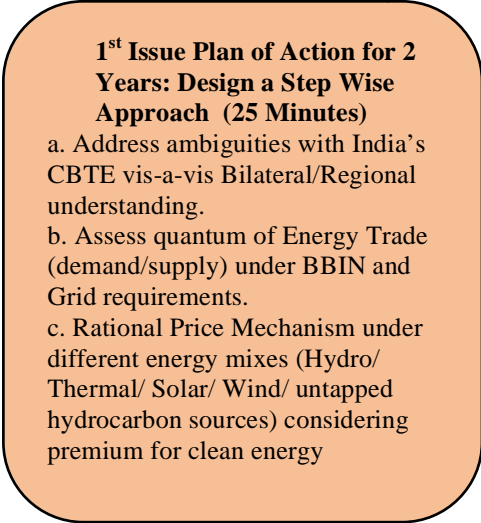 1st Issue Plan of Action for 2
Years: Design a Step Wise
Approach (25 Minutes)
a. Address ambiguities with India's
CBTE vis-a-vis Bilateral/Regional
understanding.
b. Assess quantum of Energy Trade
(demand/supply) under BBIN and
Grid requirements.
c. Rational Price Mechanism under
different energy mixes (Hydro/
Thermal/ Solar/ Wind/ untapped
hydrocarbon sources) considering
premium for clean energy